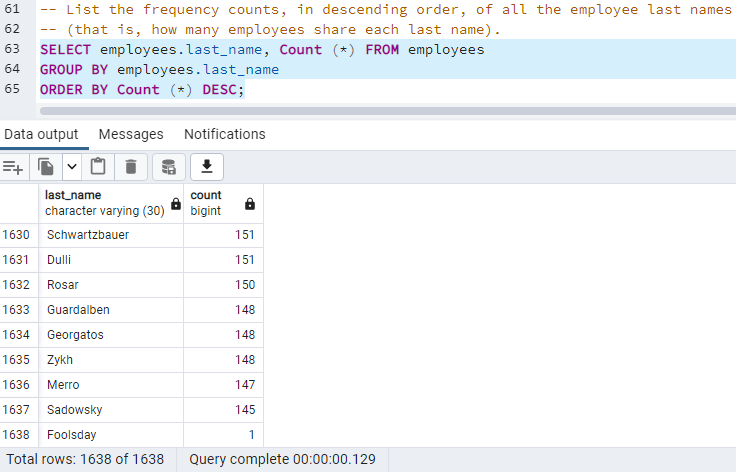 61 -- List the frequency counts, in descending order, of all the employee last names
62 -- (that is, how many employees share each last name).
63 SELECT employees.last_name, Count (*) FROM employees
64 GROUP BY employees.last_name
65 ORDER BY Count (*) DESC;
Data output Messages Notifications
last_name count
character varying (30) bigint
1630 Schwartzbauer 151
1631 Dulli 151
1632 Rosar 150
1633 Guardalben 148
1634 Georgatos 148
1635 Zykh 148
1636 Merro 147
1637 Sadowsky 145
1638 Foolsday 1
Total rows: 1638 of 1638 Query complete 00:00:00.129